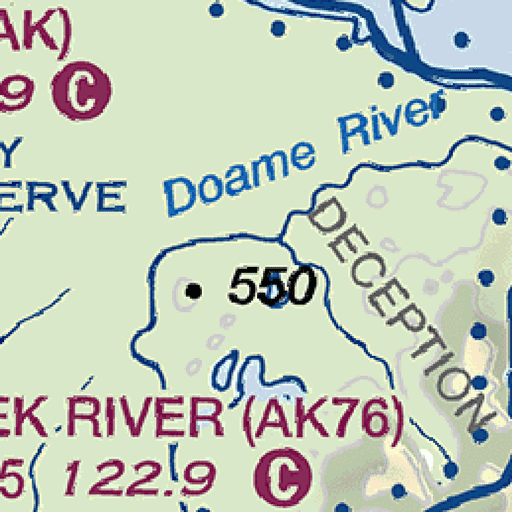 AK)
9 C
Y
ERVE
Doame River
DECEPTION
550
EK RIVER (AK76)
5 122.9 C